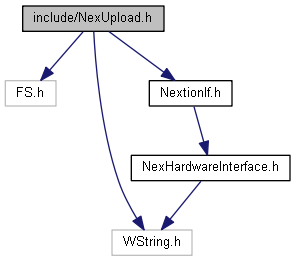 include/NexUpload.h
FS.h
NextionIf.h
NexHardwareInterface.h
WString.h